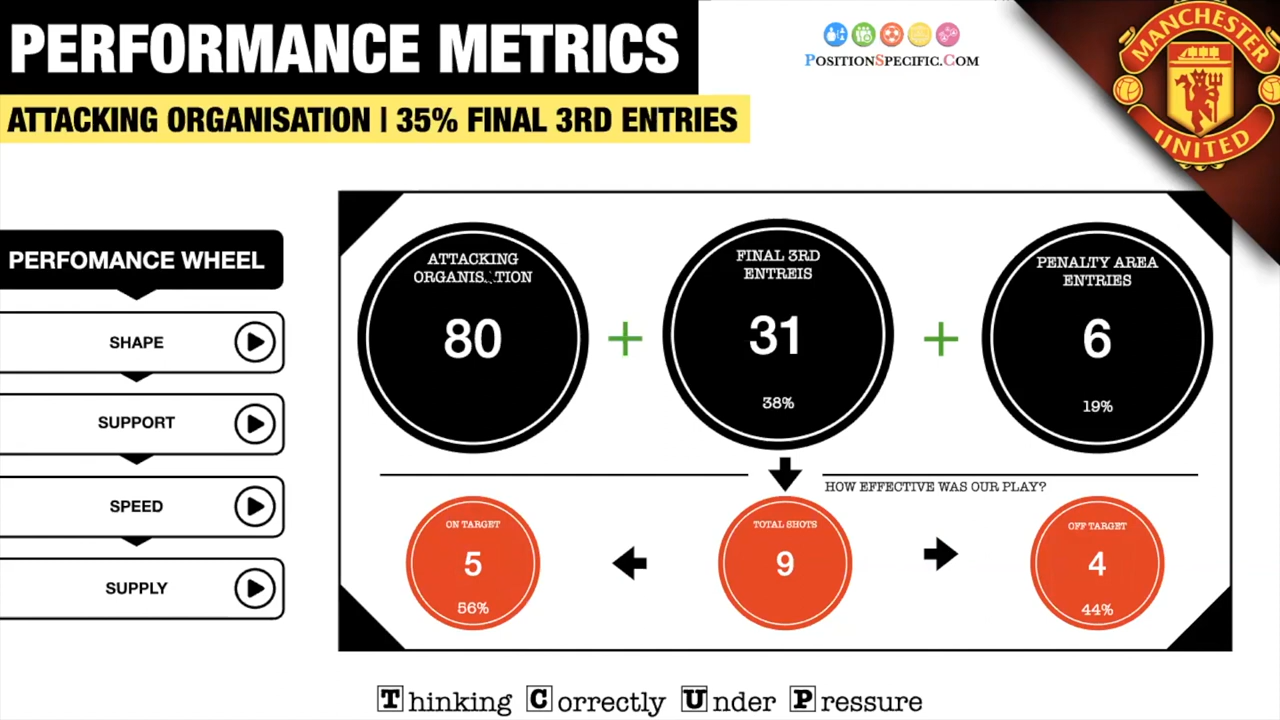 PERFORMANCE METRICS
POSITIONSPECIFIC.COM
MANCHESTER
UNITED
ATTACKING ORGANISATION | 35% FINAL 3RD ENTRIES
PERFOMANCE WHEEL
SHAPE
SUPPORT
SPEED
SUPPLY
ATTACKING
ORGANISATION
80
+
FINAL 3RD
ENTREIS
31
38%
+
PENALTY AREA
ENTRIES
6
19%
HOW EFFECTIVE WAS OUR PLAY?
ON TARGET
5
56%
TOTAL SHOTS
9
OFF TARGET
4
44%
Thinking Correctly Under Pressure